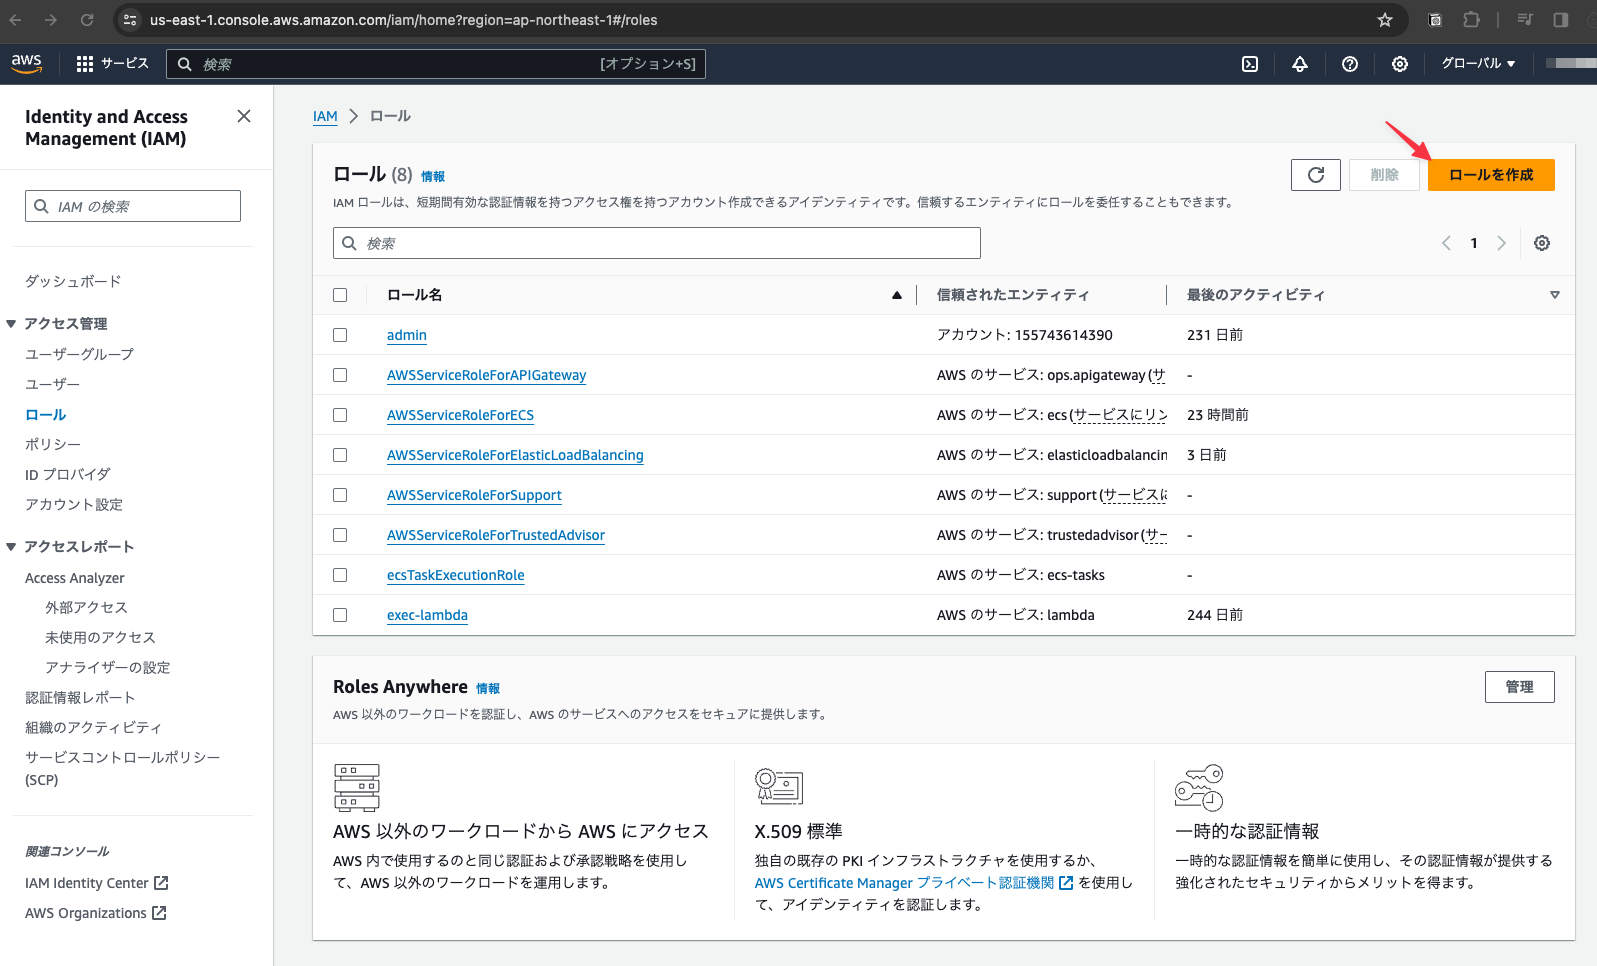 us-east-1.console.aws.amazon.com/iam/home?region=ap-northeast-1#/roles
aws
サービス
検索
[オプション+S]
グローバル
Identity and Access
Management (IAM)
IAM の検索
ダッシュボード
アクセス管理
ユーザーグループ
ユーザー
ロール
ポリシー
ID プロバイダ
アカウント設定
アクセスレポート
Access Analyzer
外部アクセス
未使用のアクセス
アナライザーの設定
認証情報レポート
組織のアクティビティ
サービスコントロールポリシー
(SCP)
関連コンソール
IAM Identity Center
AWS Organizations
IAM
ロール
ロール (8) 情報
削除
ロールを作成
IAM ロールは、短期間有効な認証情報を持つアクセス権を持つアカウント作成できるアイデンティティです。信頼するエンティティにロールを委任することもできます。
検索
1
ロール名 信頼されたエンティティ 最後のアクティビティ
admin アカウント: 155743614390 231 日前
AWSServiceRoleForAPIGateway AWS のサービス: ops.apigateway (サ -
AWSServiceRoleForECS AWS のサービス: ecs (サービスにリン 23 時間前
AWSServiceRoleForElasticLoadBalancing AWS のサービス: elasticloadbalancin 3 日前
AWSServiceRoleForSupport AWS のサービス: support (サービスに -
AWSServiceRoleForTrustedAdvisor AWS のサービス: trustedadvisor (サー -
ecsTaskExecutionRole AWS のサービス: ecs-tasks -
exec-lambda AWS のサービス: lambda 244 日前
Roles Anywhere 情報
管理
AWS 以外のワークロードを認証し、AWS のサービスへのアクセスをセキュアに提供します。
AWS 以外のワークロードから AWS にアクセス
AWS 内で使用するのと同じ認証および承認戦略を使用し
て、AWS 以外のワークロードを運用します。
X.509 標準
独自の既存の PKI インフラストラクチャを使用するか、
AWS Certificate Manager プライベート認証機関 を使用し
て、アイデンティティを認証します。
一時的な認証情報
一時的な認証情報を簡単に使用し、その認証情報が提供する
強化されたセキュリティからメリットを得ます。